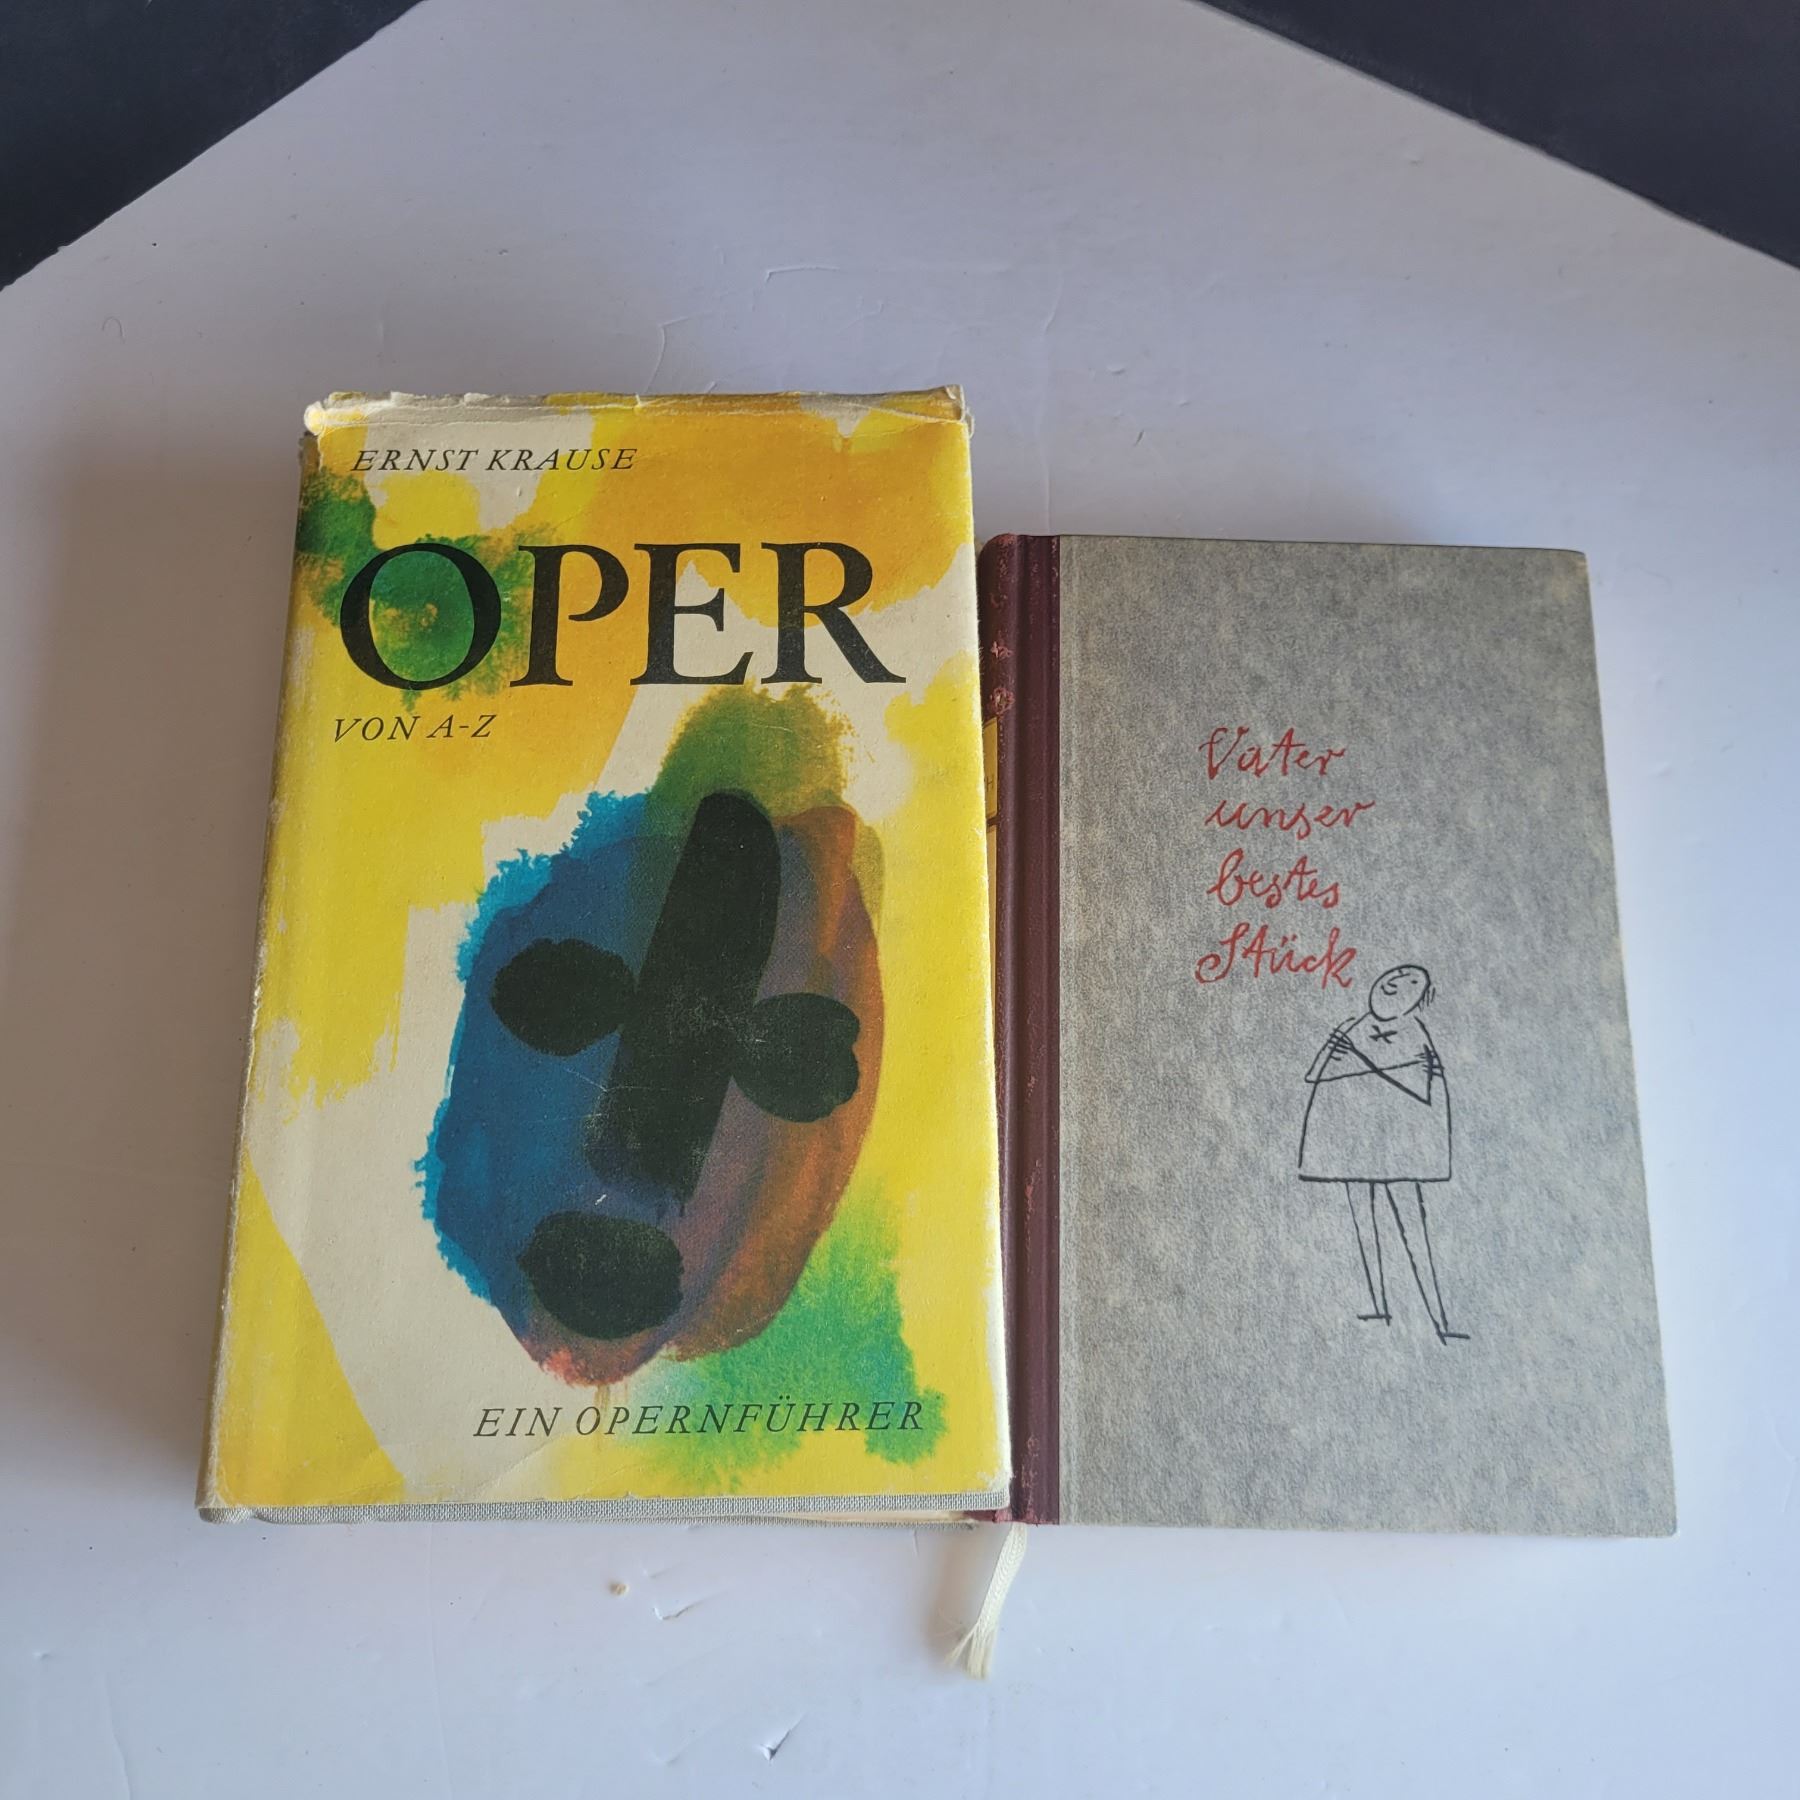 ERNST KRAUSE
OPER
VON A-Z
EIN OPERNFÜHRER
Vater
unser
bestes
Stück